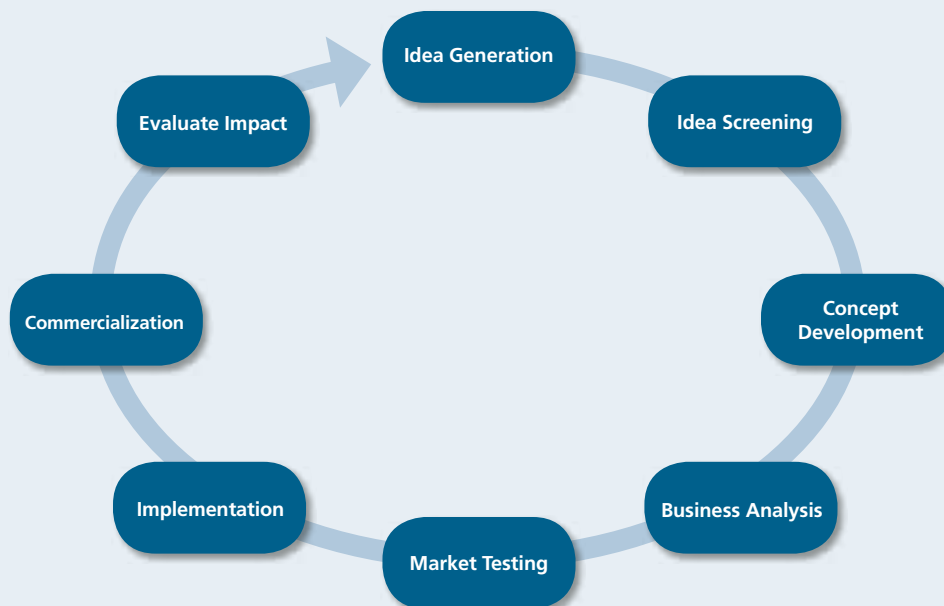 Idea Generation
Idea Screening
Concept
Development
Business Analysis
Market Testing
Implementation
Commercialization
Evaluate Impact